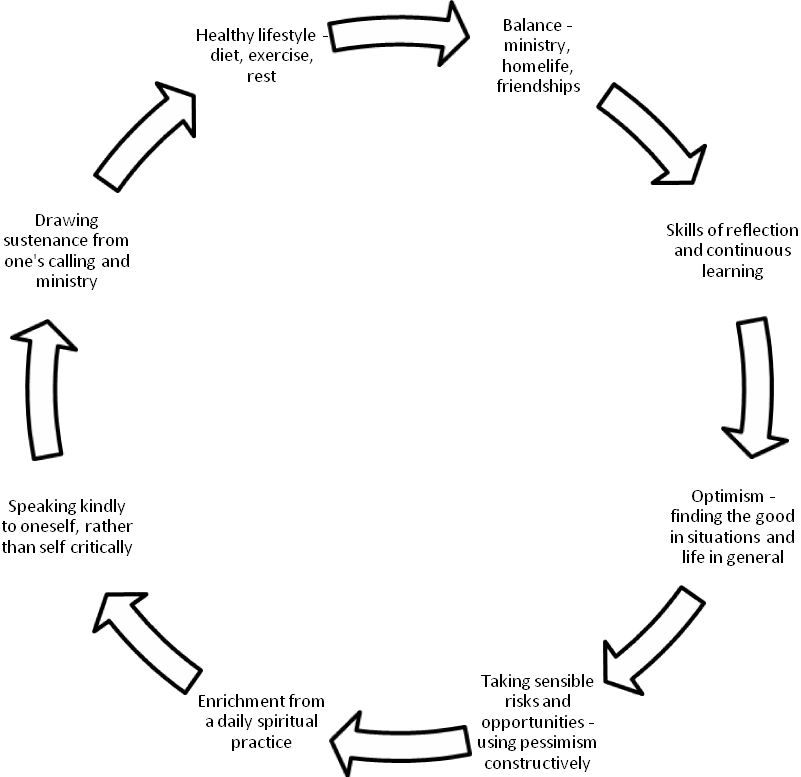 Healthy lifestyle -
diet, exercise,
rest
Balance -
ministry,
homelife,
friendships
Skills of reflection
and continuous
learning
Optimism -
finding the good
in situations and
life in general
Taking sensible
risks and
opportunities -
using pessimism
constructively
Enrichment from
a daily spiritual
practice
Speaking kindly
to oneself, rather
than self critically
Drawing
sustenance from
one's calling and
ministry